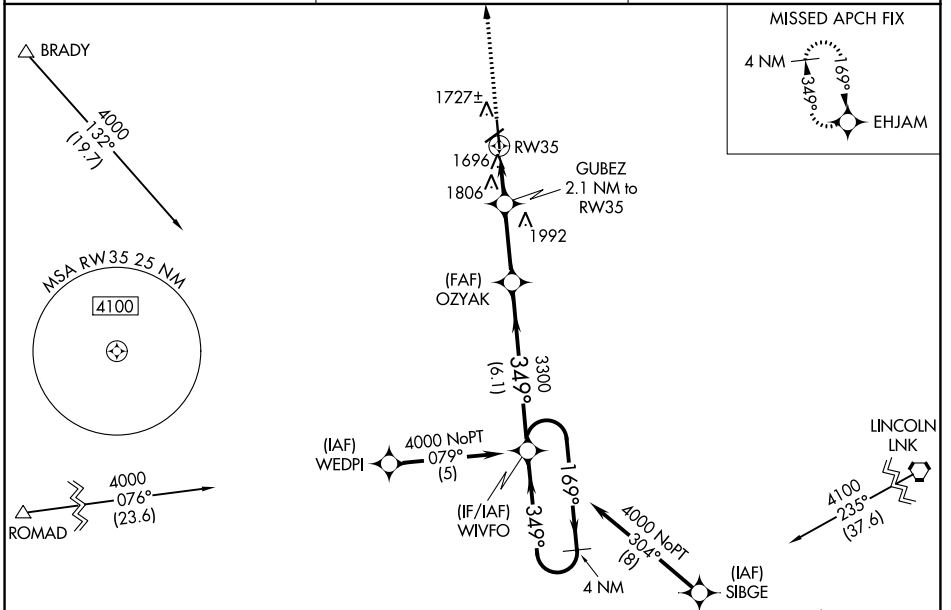 BRADY
4000
132°
(19.7)
MISSED APCH FIX
4 NM
349°
169°
EHJAM
1727±
RW35
1696
1806
GUBEZ
2.1 NM to
RW35
1992
MSA RW35 25 NM
4100
(FAF)
OZYAK
3300
349°
(6.1)
(IAF)
WEDPI
4000 NoPT
079°
(5)
(IF/IAF)
WIVFO
349°
169°
4 NM
4000
076°
(23.6)
ROMAD
LINCOLN
LNK
4100
235°
(37.6)
4000 NoPT
304°
(8)
(IAF)
SIBGE